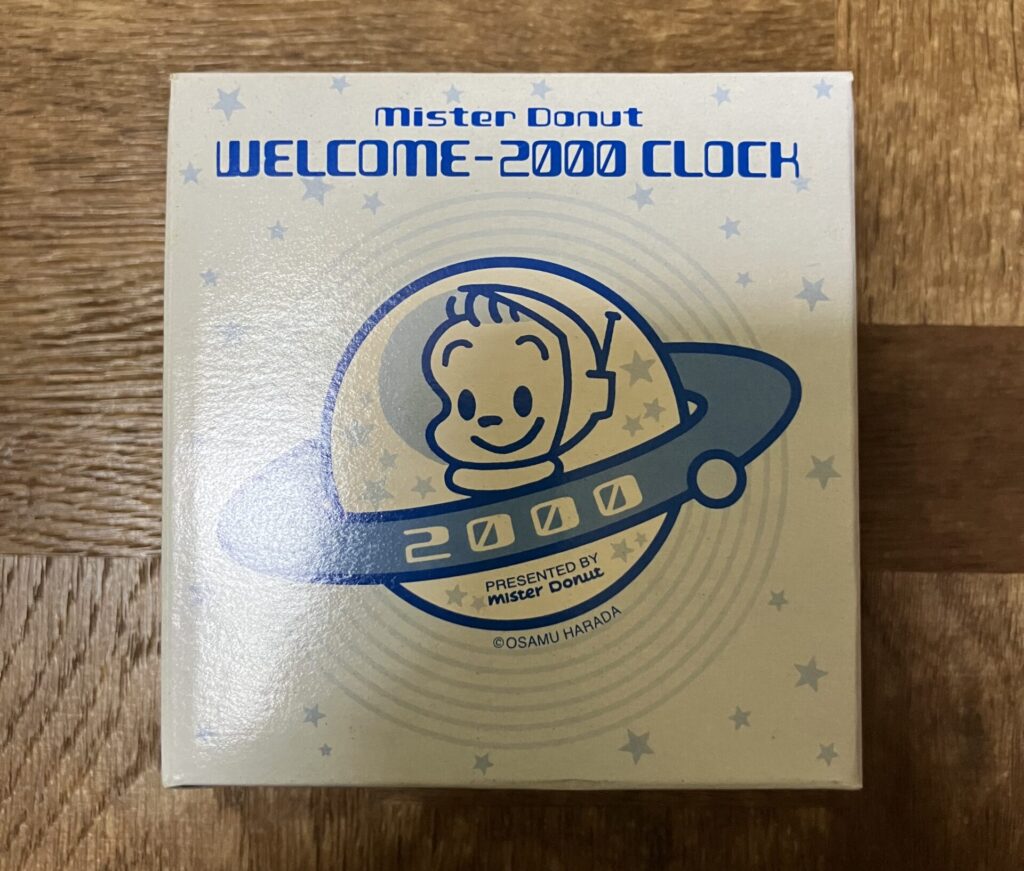 mister Donut
WELCOME-2000 CLOCK
2000
PRESENTED BY
mister Donut
©OSAMU HARADA